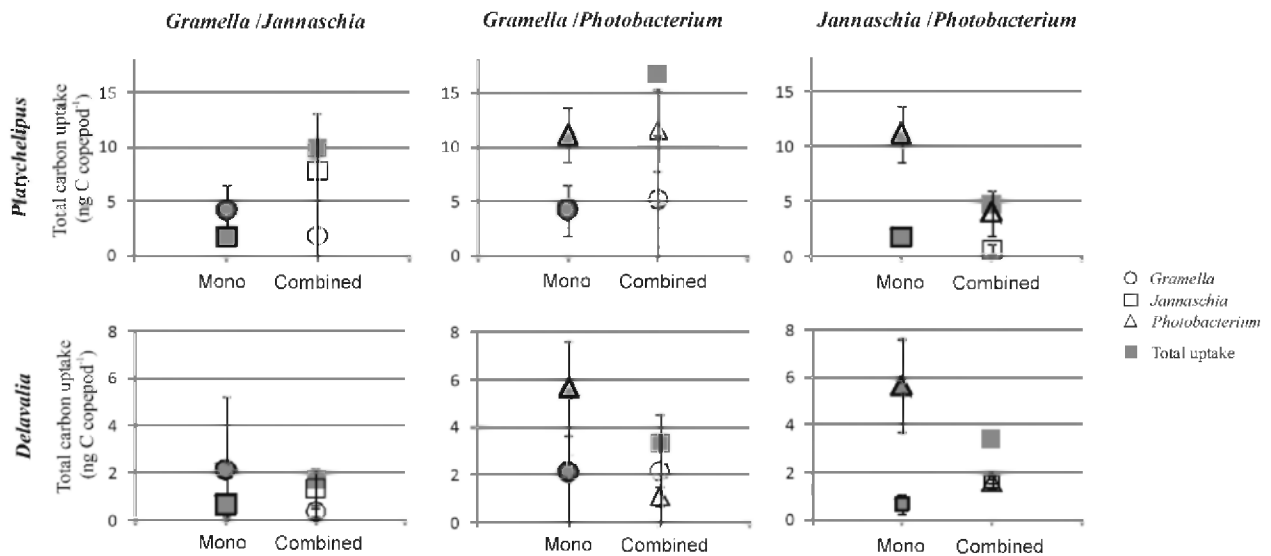 Gramella /Jannaschia
Gramella /Photobacterium
Jannaschia /Photobacterium
Platychelipus
Total carbon uptake
(ng C copepod⁻¹)
15
10
5
0
Mono Combined
15
10
5
0
Mono Combined
15
10
5
0
Mono Combined
Gramella
Jannaschia
Photobacterium
Total uptake
Delavalia
Total carbon uptake
(ng C copepod⁻¹)
8
6
4
2
0
Mono Combined
8
6
4
2
0
Mono Combined
8
6
4
2
0
Mono Combined